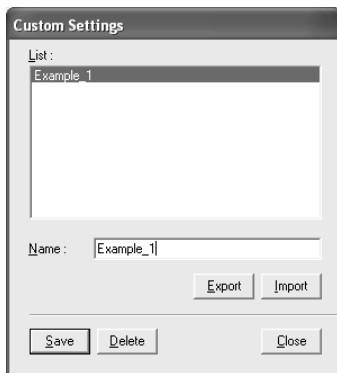 Custom Settings
List :
Example_1
Name : Example_1
Export Import
Save Delete Close